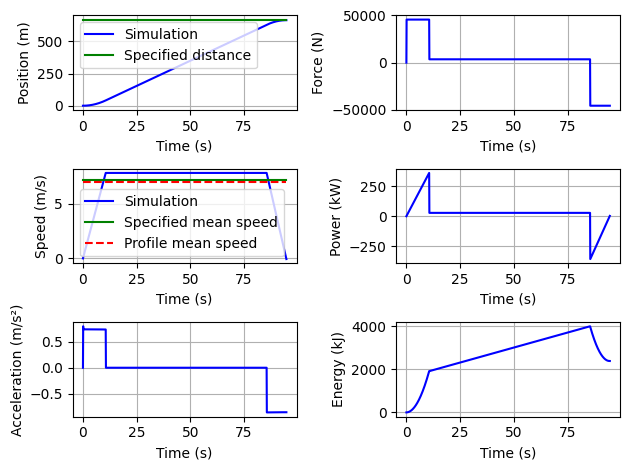 Position (m)
500
250
0
Simulation
Specified distance
0 25 50 75
Time (s)
Force (N)
50000
0
−50000
0 25 50 75
Time (s)
Speed (m/s)
5
0
Simulation
Specified mean speed
Profile mean speed
0 25 50 75
Time (s)
Power (kW)
250
0
−250
0 25 50 75
Time (s)
Acceleration (m/s²)
0.5
0.0
−0.5
0 25 50 75
Time (s)
Energy (kJ)
4000
2000
0
0 25 50 75
Time (s)